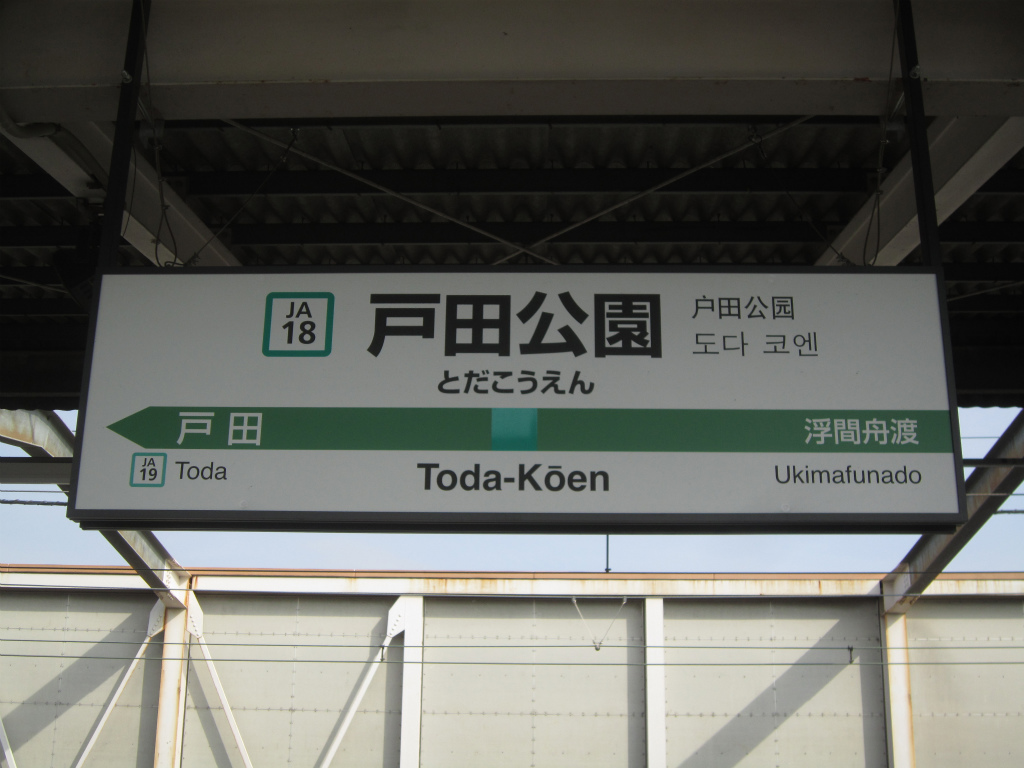 JA
18
戸田公園
户田公园
도다 코엔
とだこうえん
戸田
浮間舟渡
JA
19
Toda
Toda-Kōen
Ukimafunado